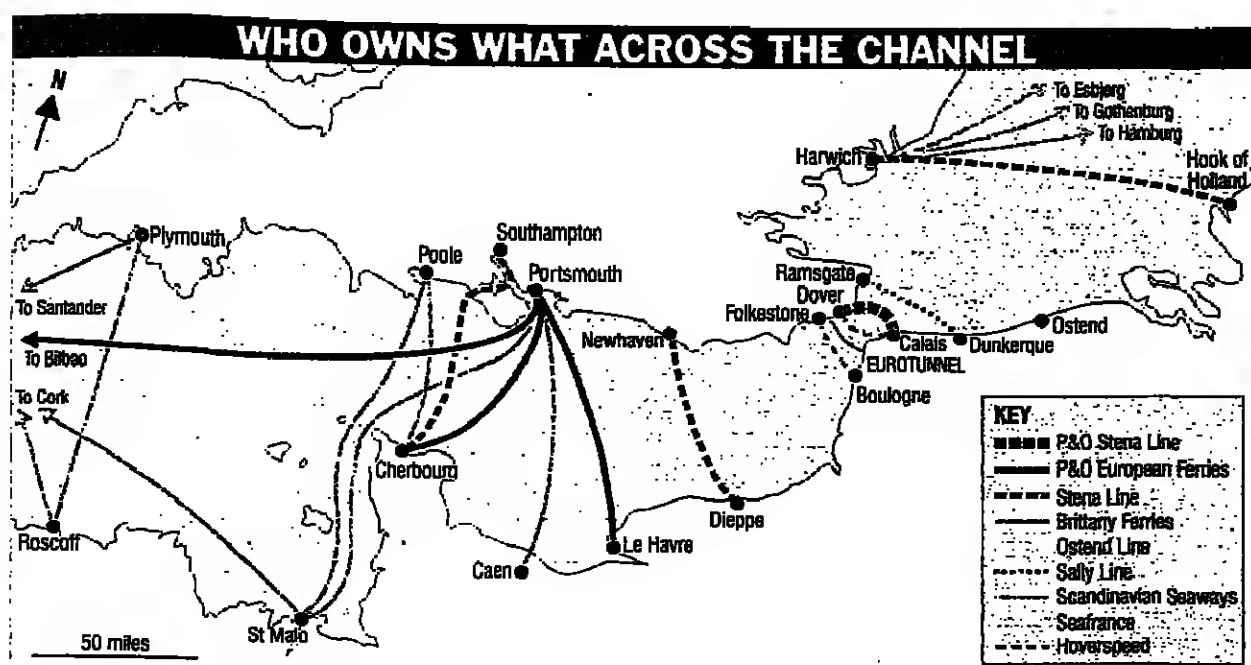 WHO OWNS WHAT ACROSS THE CHANNEL
N
To Esbjerg
To Gothenburg
To Hamburg
Harwich
Hook of
Holland
Plymouth
Southampton
Poole
Portsmouth
Ramsgate
Dover
Folkestone
To Santander
Newhaven
Calais
Dunkerque
Ostend
To Bilbao
EUROTUNNEL
Boulogne
To Cork
Cherbourg
Dieppe
Roscoff
Le Havre
Caen
St Malo
50 miles
KEY
P&O Stena Line
P&O European Ferries
Stena Line
Brittany Ferries
Ostend Line
Sally Line
Scandinavian Seaways
Seafrance
Hoverspeed